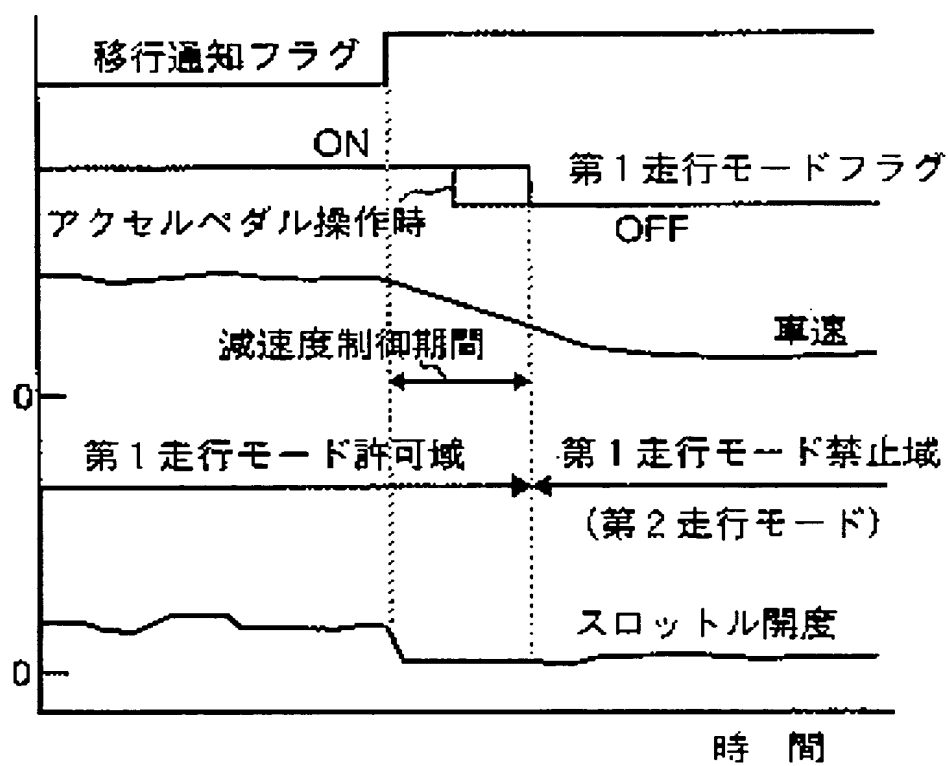 移行通知フラグ
ON
第1走行モードフラグ
アクセルペダル操作時
OFF
車速
減速度制御期間
0
第1走行モード許可域
第1走行モード禁止域
(第2走行モード)
スロットル開度
0
時 間